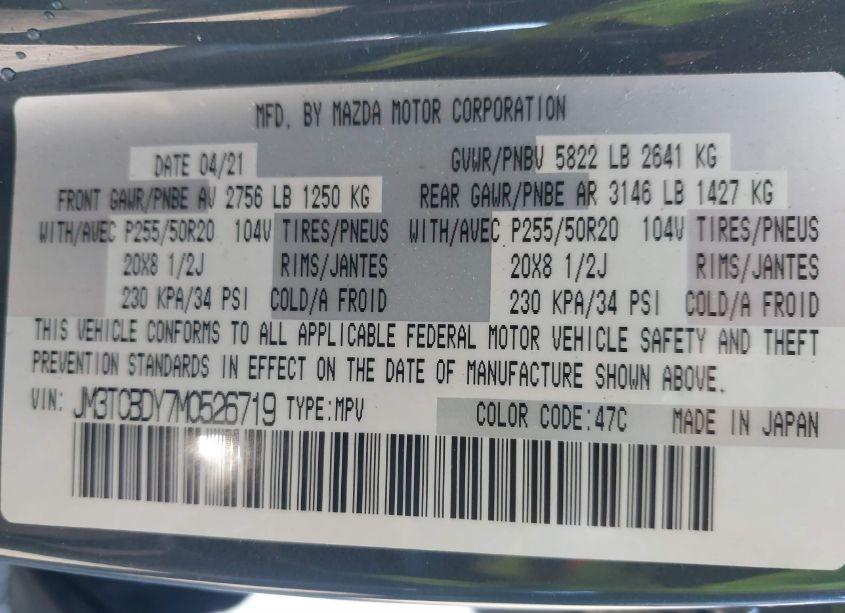 MFD. BY MAZDA MOTOR CORPORATION
DATE 04/21 GVWR/PNBV 5822 LB 2641 KG
FRONT GAWR/PNBE AV 2756 LB 1250 KG REAR GAWR/PNBE AR 3146 LB 1427 KG
WITH/AVEC P255/50R20 104V TIRES/PNEUS WITH/AVEC P255/50R20 104V TIRES/PNEUS
20X8 1/2J RIMS/JANTES 20X8 1/2J RIMS/JANTES
230 KPA/34 PSI COLD/A FROID 230 KPA/34 PSI COLD/A FROID
THIS VEHICLE CONFORMS TO ALL APPLICABLE FEDERAL MOTOR VEHICLE SAFETY AND THEFT
PREVENTION STANDARDS IN EFFECT ON THE DATE OF MANUFACTURE SHOWN ABOVE.
VIN: JM3TCBDY7M0526719 TYPE:MPV COLOR CODE:47C MADE IN JAPAN